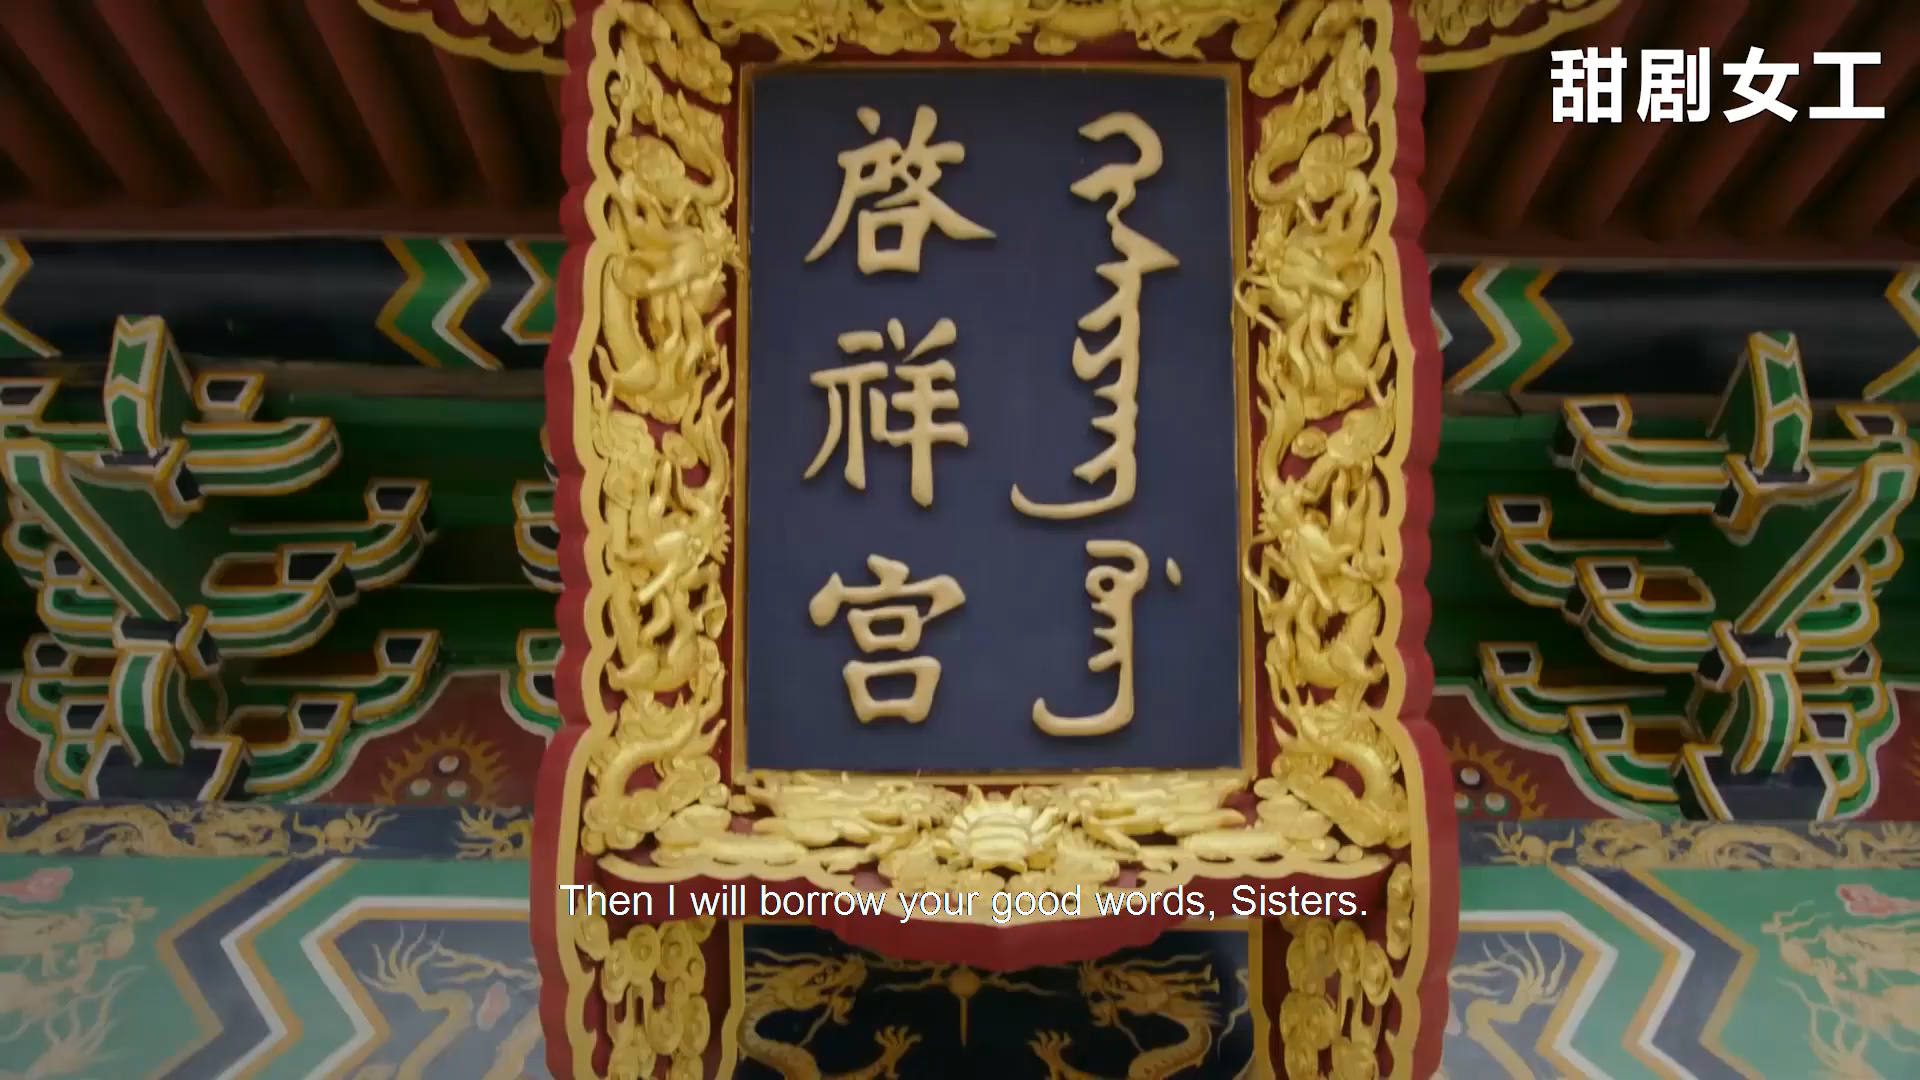 甜剧女工
啓祥宮
Then I will borrow your good words, Sisters.